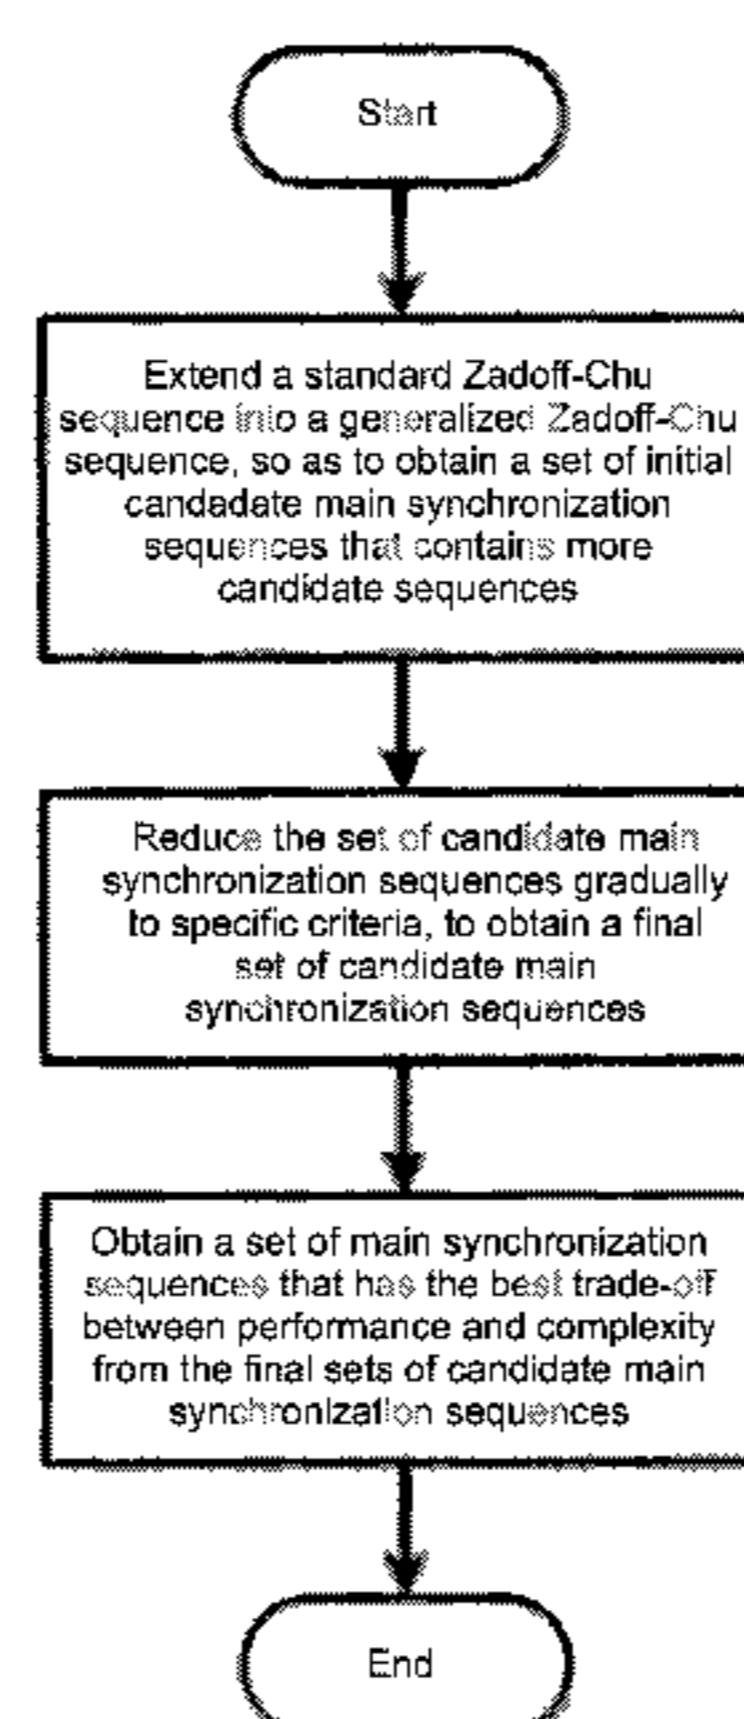 Start
Extend a standard Zadoff-Chu
sequence into a generalized Zadoff-Chu
sequence, so as to obtain a set of initial
candadate main synchronization
sequences that contains more
candidate sequences
Reduce the set of candidate main
synchronization sequences gradually
to specific criteria, to obtain a final
set of candidate main
synchronization sequences
Obtain a set of main synchronization
sequences that has the best trade-off
between performance and complexity
from the final sets of candidate main
synchronization sequences
End